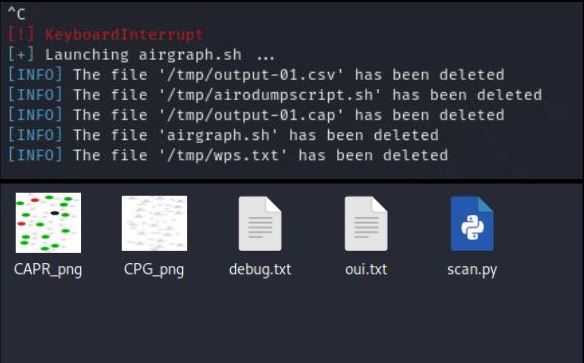 ^C
[!] KeyboardInterrupt
[+] Launching airgraph.sh ...
[INFO] The file '/tmp/output-01.csv' has been deleted
[INFO] The file '/tmp/airodumpscript.sh' has been deleted
[INFO] The file '/tmp/output-01.cap' has been deleted
[INFO] The file 'airgraph.sh' has been deleted
[INFO] The file '/tmp/wps.txt' has been deleted
CAPR_png CPG_png debug.txt oui.txt scan.py